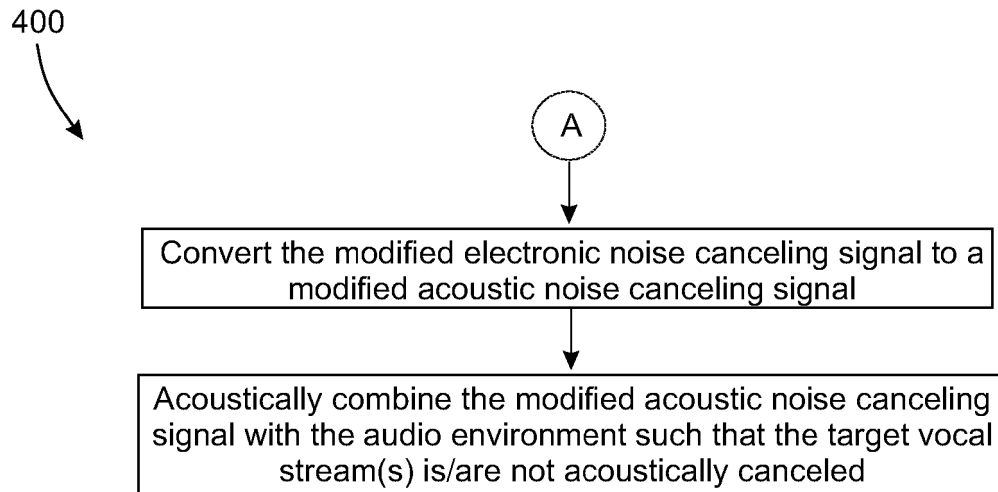 400
A
Convert the modified electronic noise canceling signal to a
modified acoustic noise canceling signal
Acoustically combine the modified acoustic noise canceling
signal with the audio environment such that the target vocal
stream(s) is/are not acoustically canceled